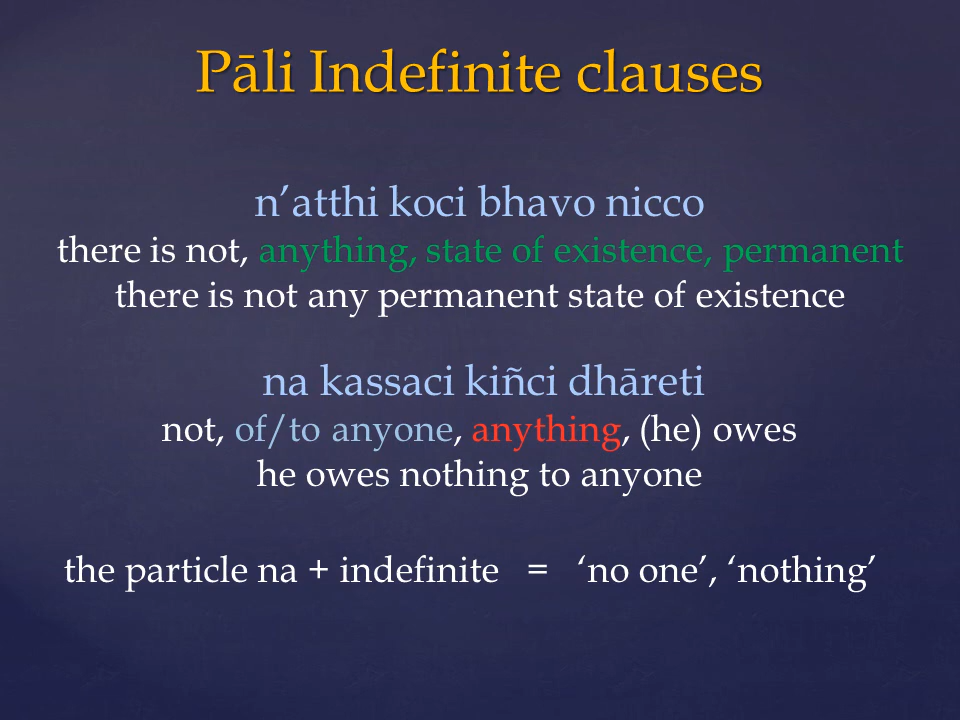 Pāli Indefinite clauses
n’atthi koci bhavo nicco
there is not, anything, state of existence, permanent
there is not any permanent state of existence
na kassaci kiñci dhāreti
not, of/to anyone, anything, (he) owes
he owes nothing to anyone
the particle na + indefinite = ‘no one’, ‘nothing’